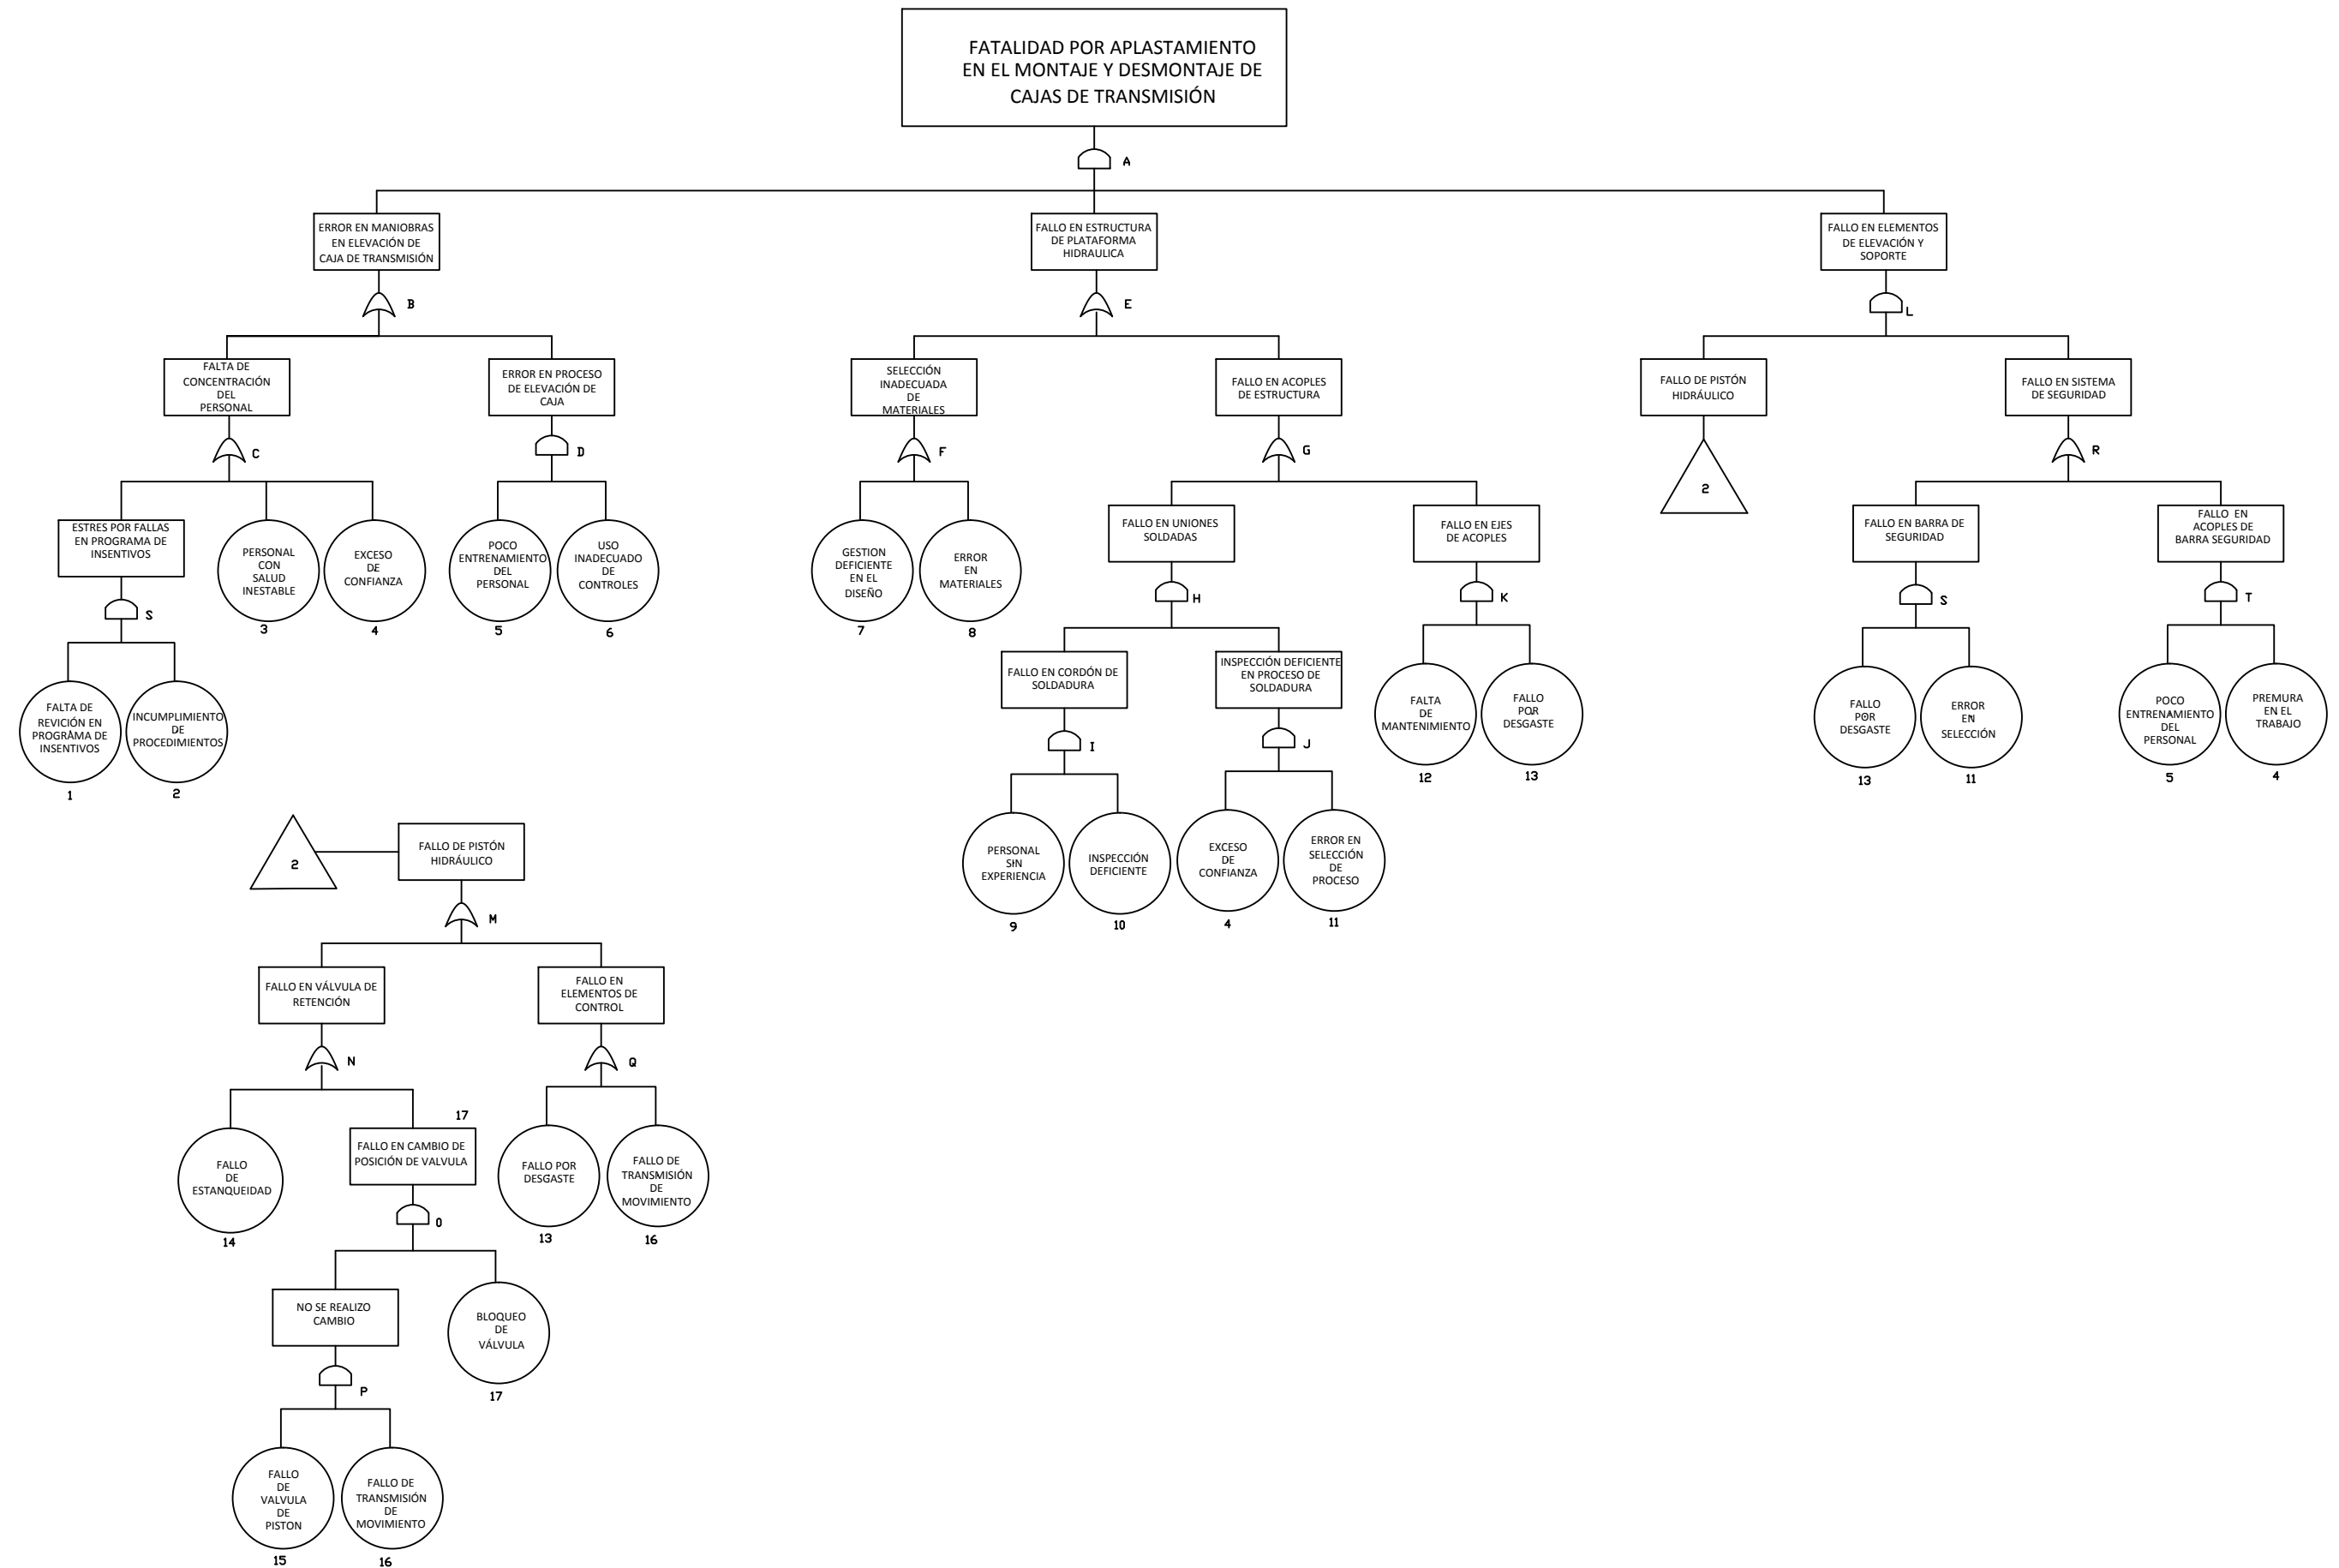 FATALIDAD POR APLASTAMIENTO
EN EL MONTAJE Y DESMONTAJE DE
CAJAS DE TRANSMISIÓN
A
ERROR EN MANIOBRAS
EN ELEVACIÓN DE
CAJA DE TRANSMISIÓN
B
FALLO EN ESTRUCTURA
DE PLATAFORMA
HIDRAULICA
E
FALLO EN ELEMENTOS
DE ELEVACIÓN Y
SOPORTE
L
FALTA DE
CONCENTRACIÓN
DEL
PERSONAL
C
ERROR EN PROCESO
DE ELEVACIÓN DE
CAJA
D
SELECCIÓN
INADECUADA
DE
MATERIALES
F
FALLO EN ACOPLES
DE ESTRUCTURA
G
FALLO DE PISTÓN
HIDRÁULICO
2
FALLO EN SISTEMA
DE SEGURIDAD
R
ESTRES POR FALLAS
EN PROGRAMA DE
INSENTIVOS
S
PERSONAL
CON
SALUD
INESTABLE
3
EXCESO
DE
CONFIANZA
4
POCO
ENTRENAMIENTO
DEL
PERSONAL
5
USO
INADECUADO
DE
CONTROLES
6
GESTION
DEFICIENTE
EN EL
DISEÑO
7
ERROR
EN
MATERIALES
8
FALLO EN UNIONES
SOLDADAS
H
FALLO EN EJES
DE ACOPLES
K
FALLO EN BARRA DE
SEGURIDAD
S
FALLO EN
ACOPLES DE
BARRA SEGURIDAD
T
FALTA DE
REVICIÓN EN
PROGRAMA DE
INSENTIVOS
1
INCUMPLIMIENTO
DE
PROCEDIMIENTOS
2
FALLO EN CORDÓN DE
SOLDADURA
I
INSPECCIÓN DEFICIENTE
EN PROCESO DE
SOLDADURA
J
FALTA
DE
MANTENIMIENTO
12
FALLO
POR
DESGASTE
13
FALLO
POR
DESGASTE
13
ERROR
EN
SELECCIÓN
11
POCO
ENTRENAMIENTO
DEL
PERSONAL
5
PREMURA
EN EL
TRABAJO
4
PERSONAL
SIN
EXPERIENCIA
9
INSPECCIÓN
DEFICIENTE
10
EXCESO
DE
CONFIANZA
4
ERROR EN
SELECCIÓN
DE
PROCESO
11
2
FALLO DE PISTÓN
HIDRÁULICO
M
FALLO EN VÁLVULA DE
RETENCIÓN
N
FALLO EN
ELEMENTOS DE
CONTROL
Q
FALLO
DE
ESTANQUEIDAD
14
17
FALLO EN CAMBIO DE
POSICIÓN DE VALVULA
O
FALLO POR
DESGASTE
13
FALLO DE
TRANSMISIÓN
DE
MOVIMIENTO
16
NO SE REALIZO
CAMBIO
P
BLOQUEO
DE
VÁLVULA
17
FALLO
DE
VALVULA
DE
PISTON
15
FALLO DE
TRANSMISIÓN
DE
MOVIMIENTO
16